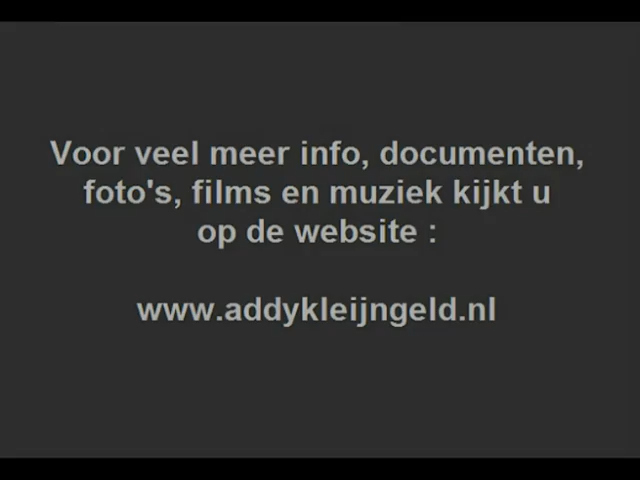 Voor veel meer info, documenten,
foto's, films en muziek kijkt u
op de website :
www.addykleijngeld.nl